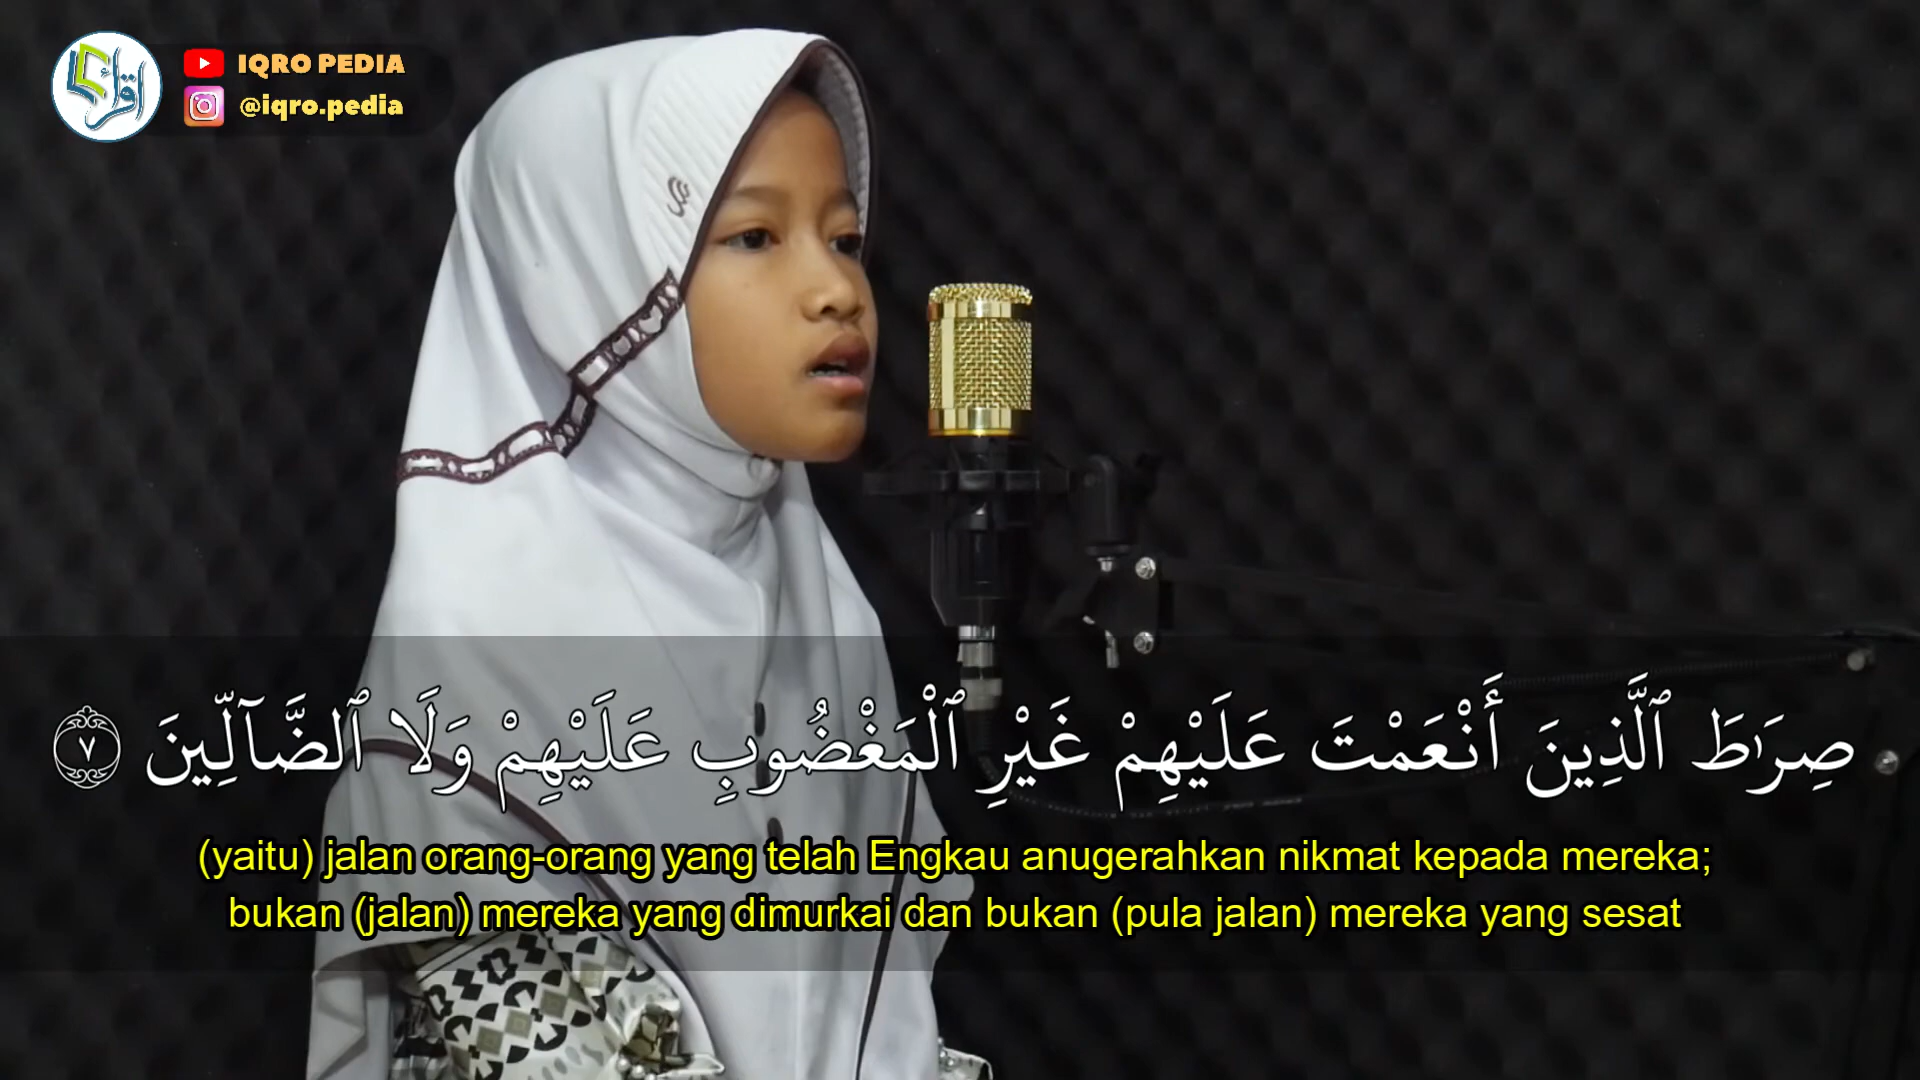 اقرأ
IQRO PEDIA
@iqro.pedia
صِرَٰطَ ٱلَّذِينَ أَنْعَمْتَ عَلَيْهِمْ غَيْرِ ٱلْمَغْضُوبِ عَلَيْهِمْ وَلَا ٱلضَّآلِّينَ ٧
(yaitu) jalan orang-orang yang telah Engkau anugerahkan nikmat kepada mereka;
bukan (jalan) mereka yang dimurkai dan bukan (pula jalan) mereka yang sesat